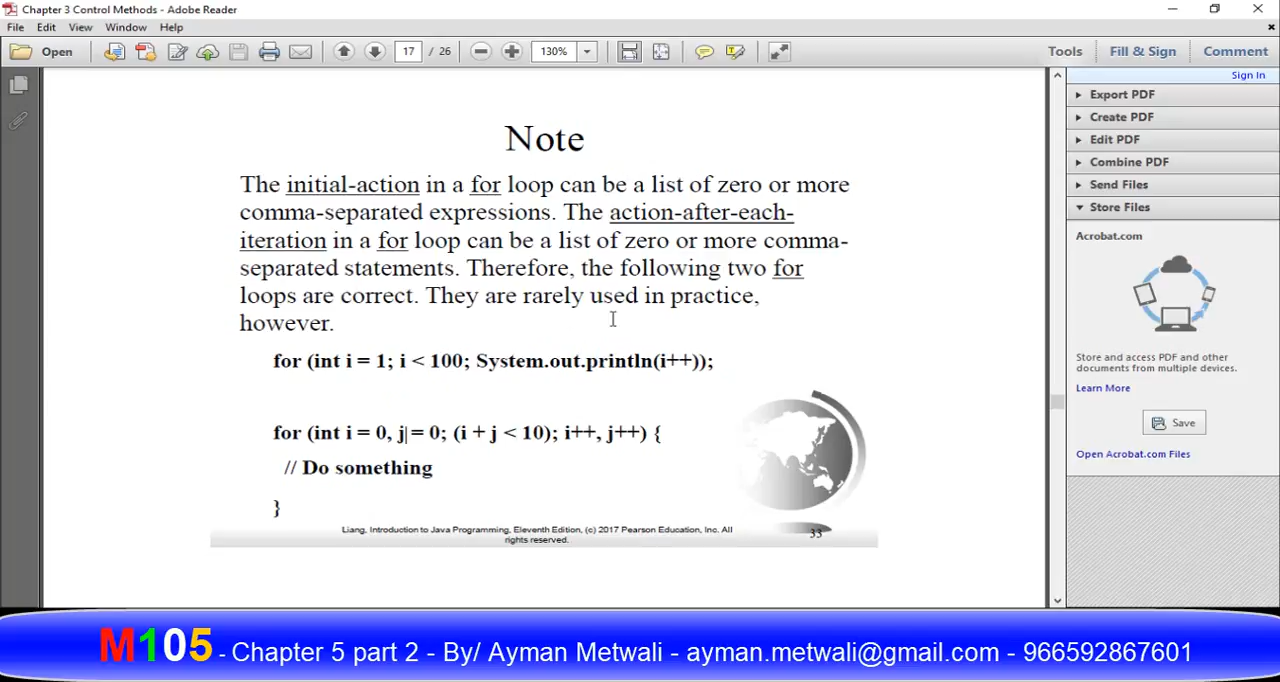 Chapter 3 Control Methods - Adobe Reader
File Edit View Window Help
Open 17 / 26 130% Tools Fill & Sign Comment
Sign In
Export PDF
Create PDF
Edit PDF
Combine PDF
Send Files
Store Files
Acrobat.com
Store and access PDF and other
documents from multiple devices.
Learn More
Save
Open Acrobat.com Files
Note
The initial-action in a for loop can be a list of zero or more
comma-separated expressions. The action-after-each-
iteration in a for loop can be a list of zero or more comma-
separated statements. Therefore, the following two for
loops are correct. They are rarely used in practice,
however.
for (int i = 1; i < 100; System.out.println(i++));
for (int i = 0, j = 0; (i + j < 10); i++, j++) {
// Do something
}
Liang, Introduction to Java Programming, Eleventh Edition, (c) 2017 Pearson Education, Inc. All
rights reserved.
33
M105 - Chapter 5 part 2 - By/ Ayman Metwali - ayman.metwali@gmail.com - 966592867601